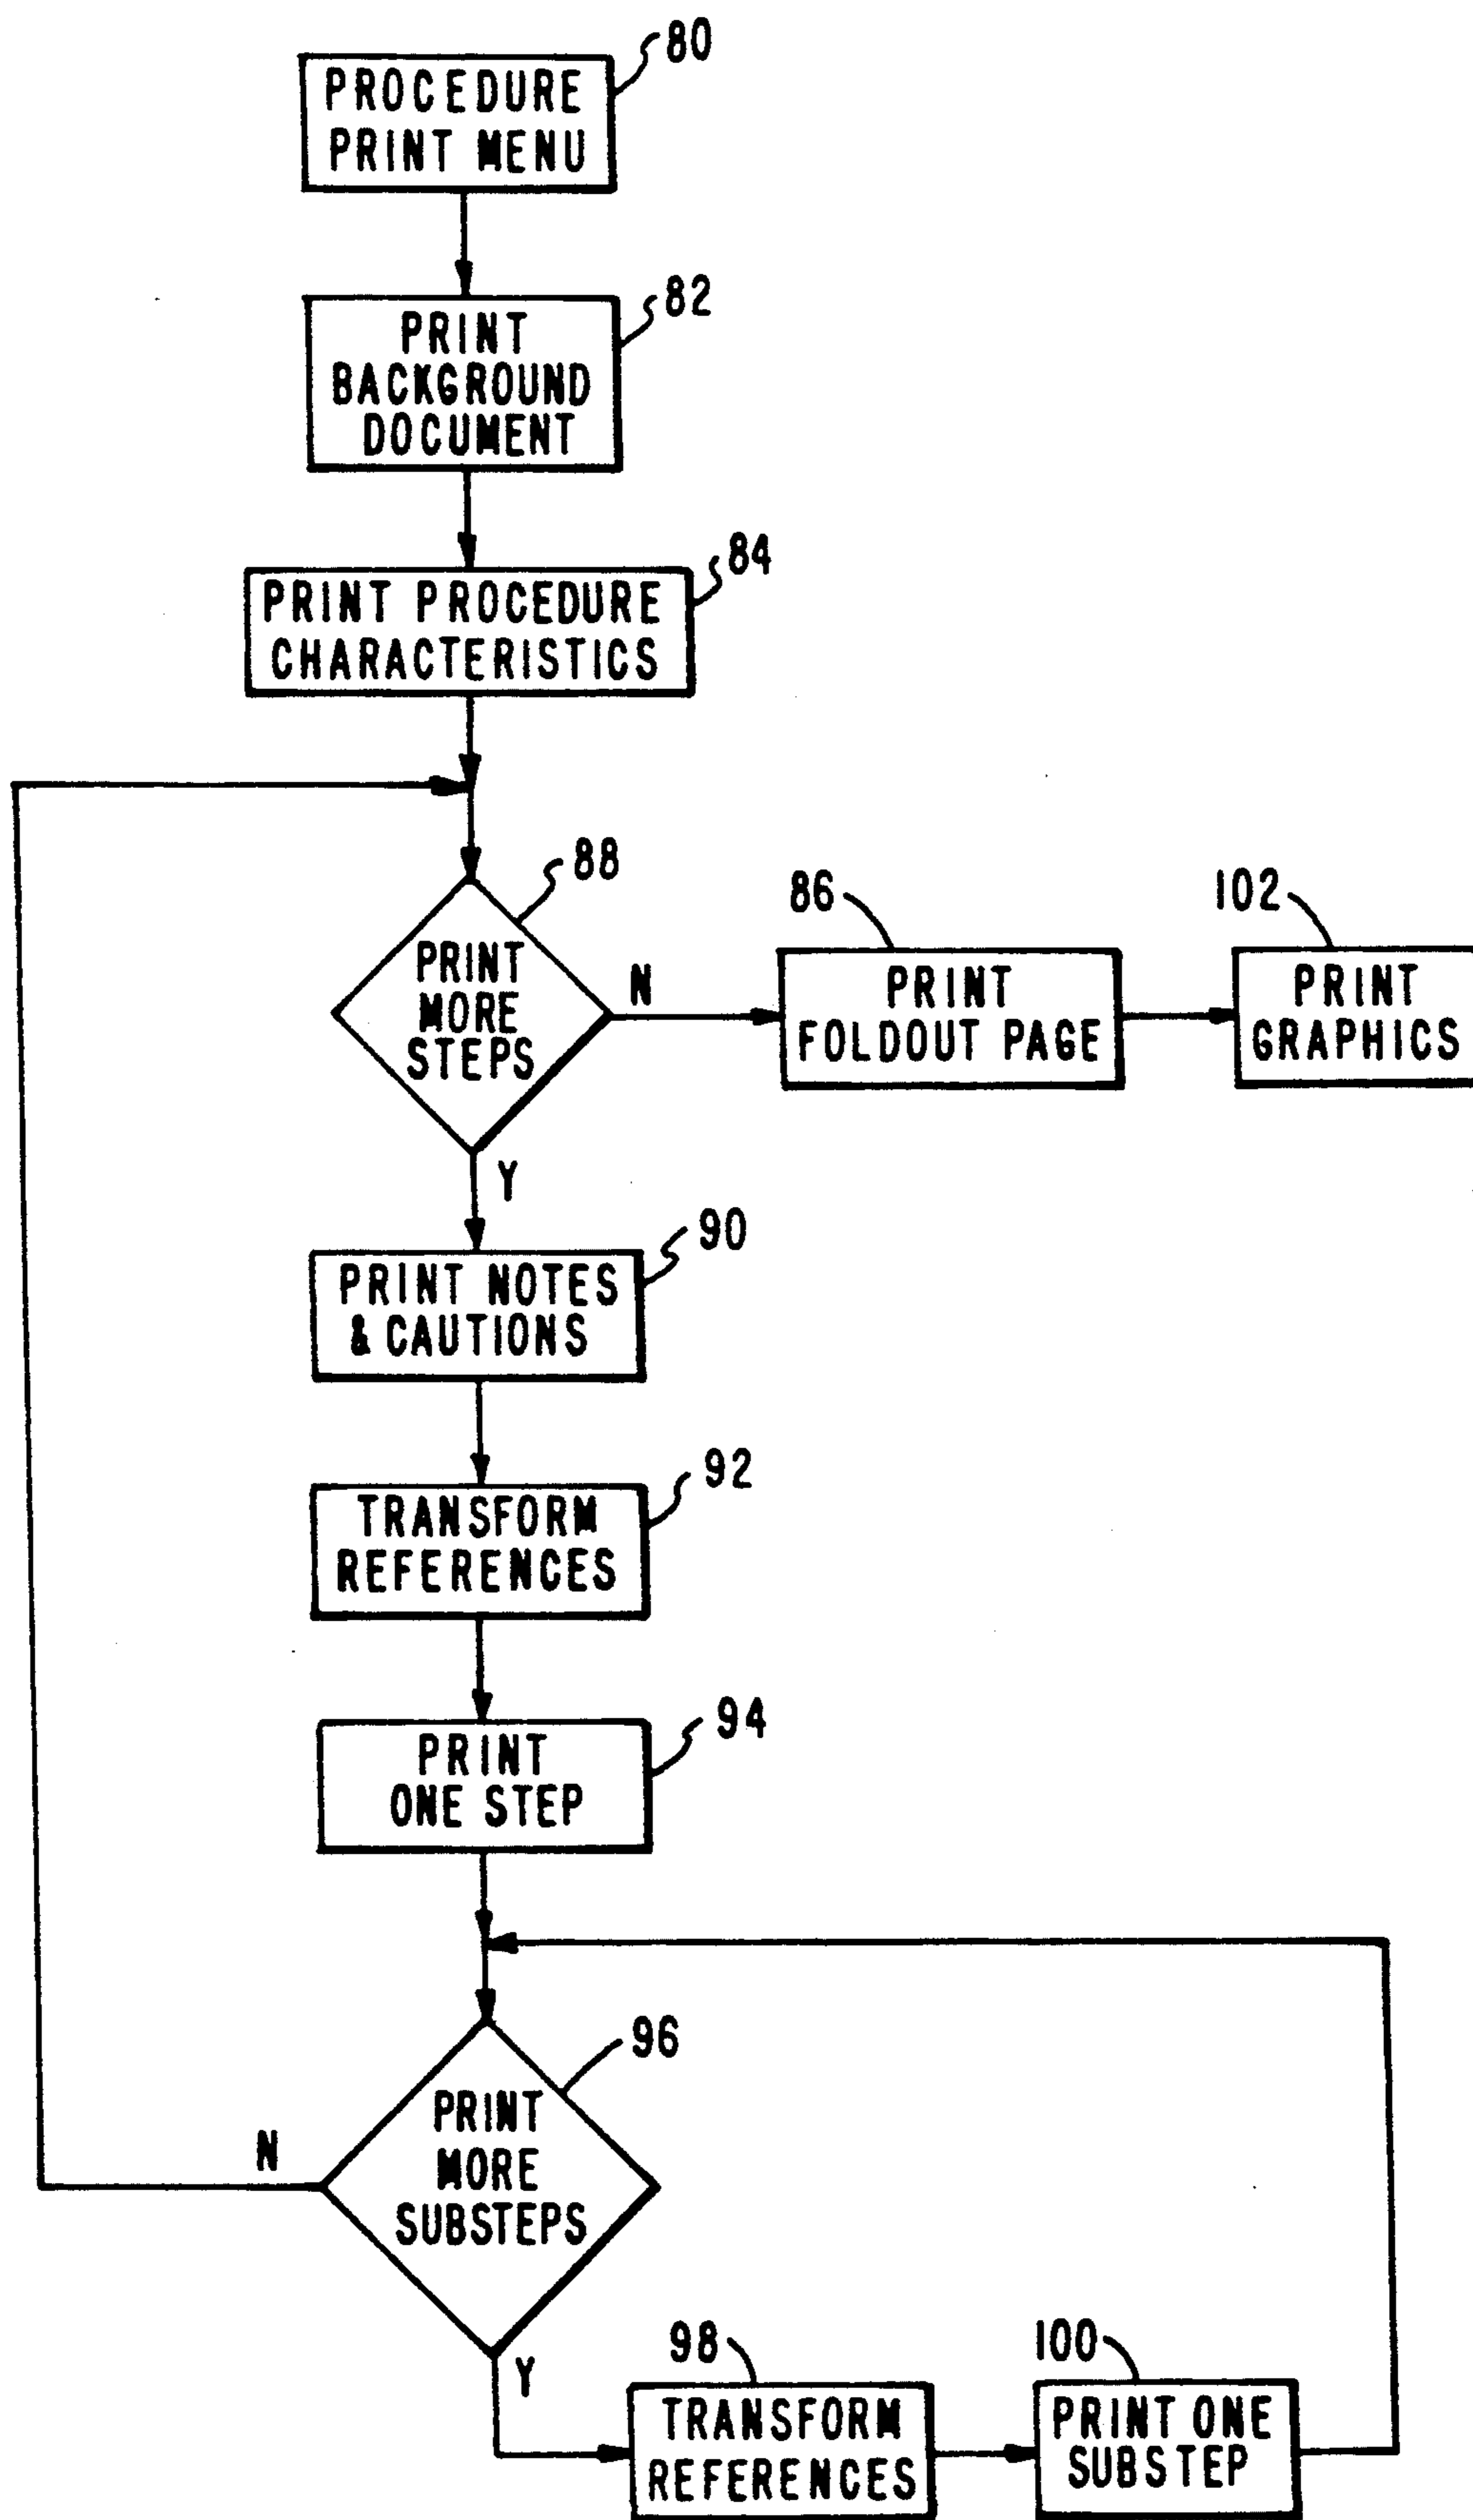 80
PROCEDURE
PRINT MENU
82
PRINT
BACKGROUND
DOCUMENT
84
PRINT PROCEDURE
CHARACTERISTICS
88
PRINT
MORE
STEPS
N
86
PRINT
FOLDOUT PAGE
102
PRINT
GRAPHICS
Y
90
PRINT NOTES
& CAUTIONS
92
TRANSFORM
REFERENCES
94
PRINT
ONE STEP
96
PRINT
MORE
SUBSTEPS
N
Y
98
TRANSFORM
REFERENCES
100
PRINT ONE
SUBSTEP